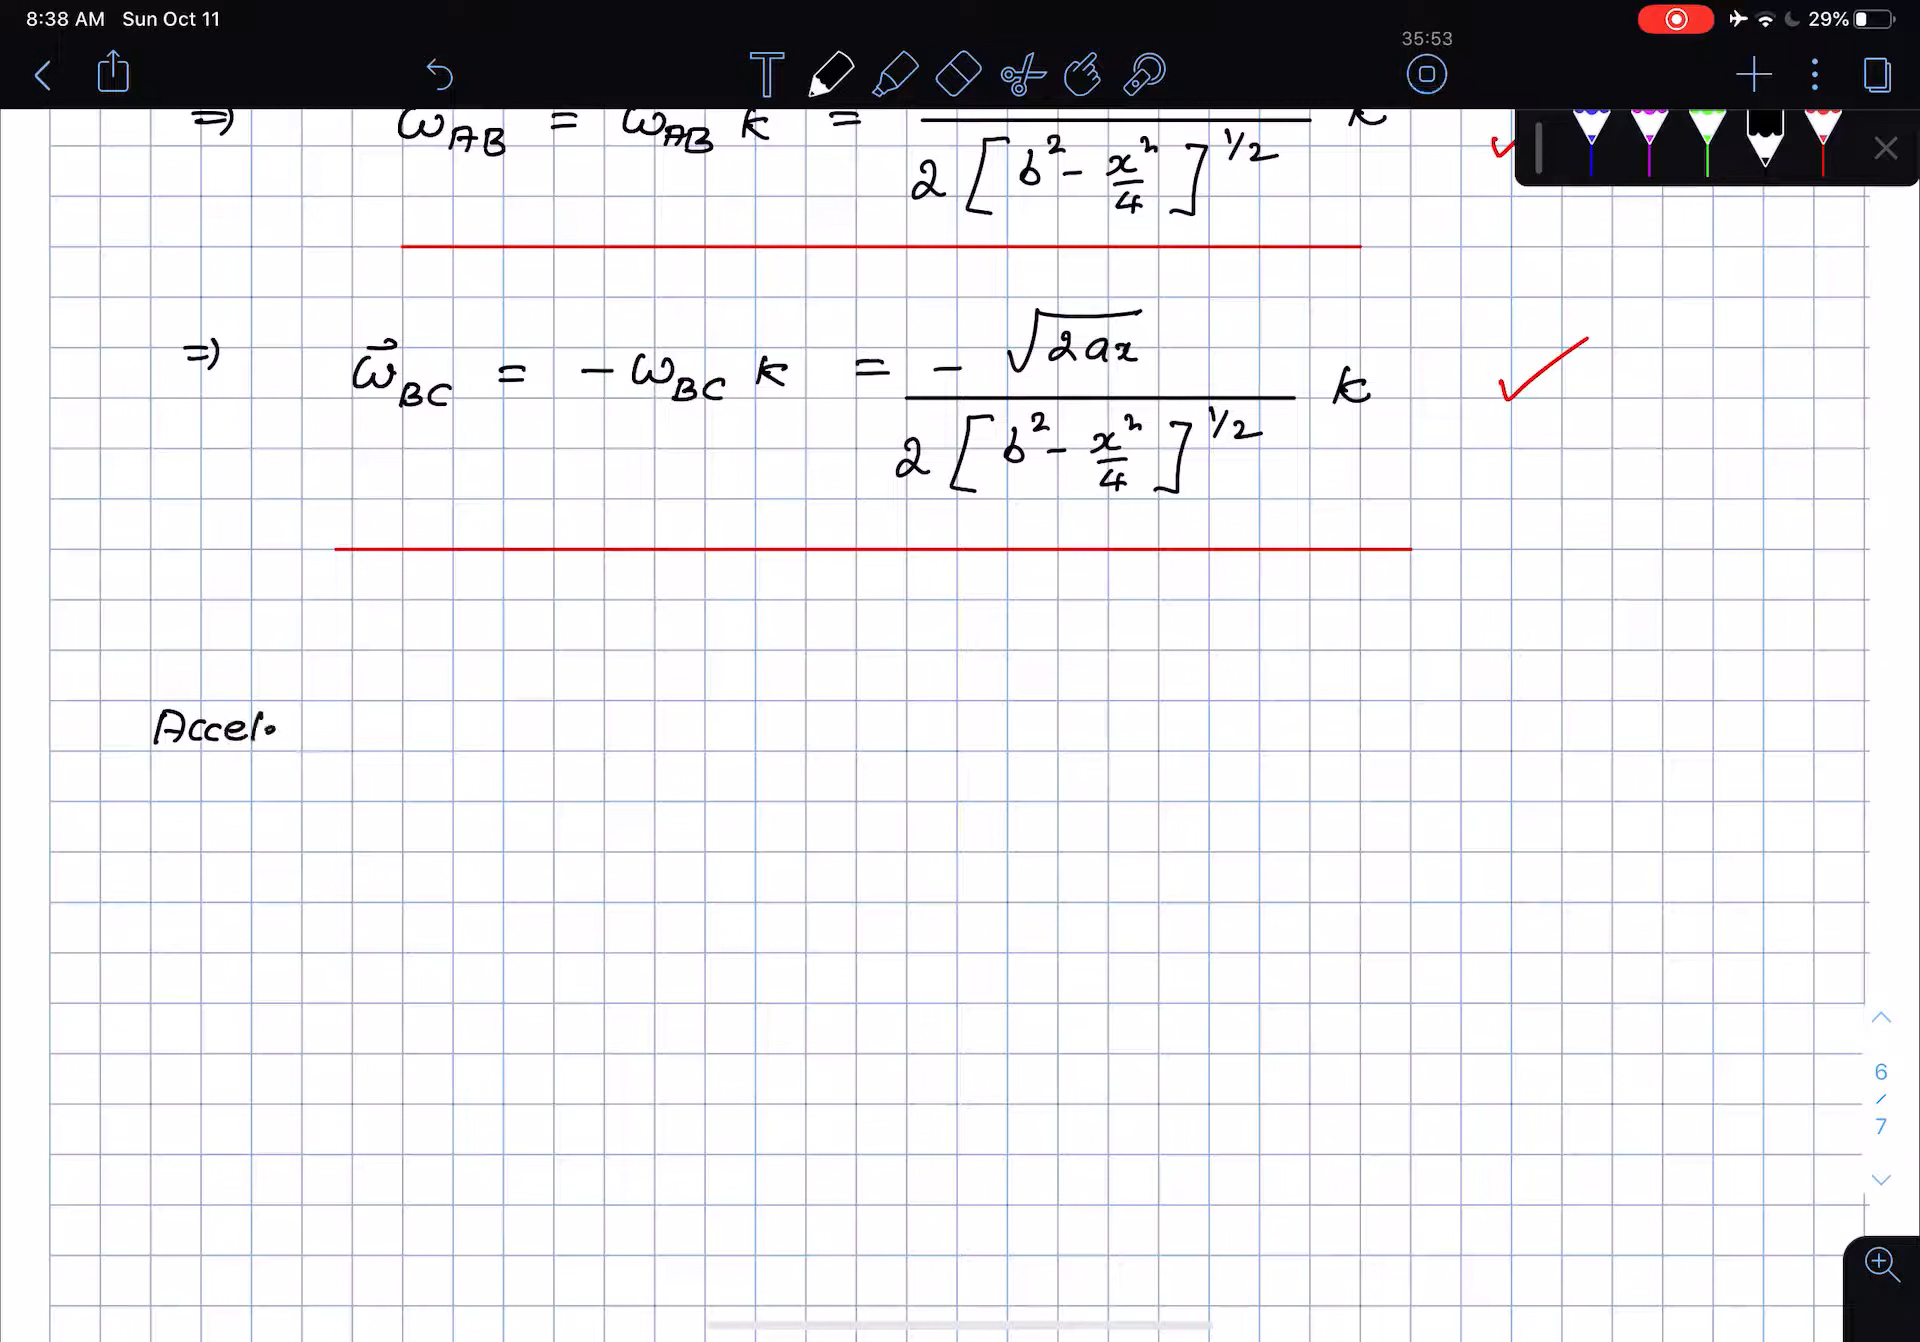 8:38 AM Sun Oct 11
29%
35:53
=> ω_AB = ω_AB k = ―――― k
2 [ b² - x²/4 ]^1/2
=> ω⃗_BC = - ω_BC k = - √2ax / 2 [ b² - x²/4 ]^1/2 k
Accel.
6
/
7